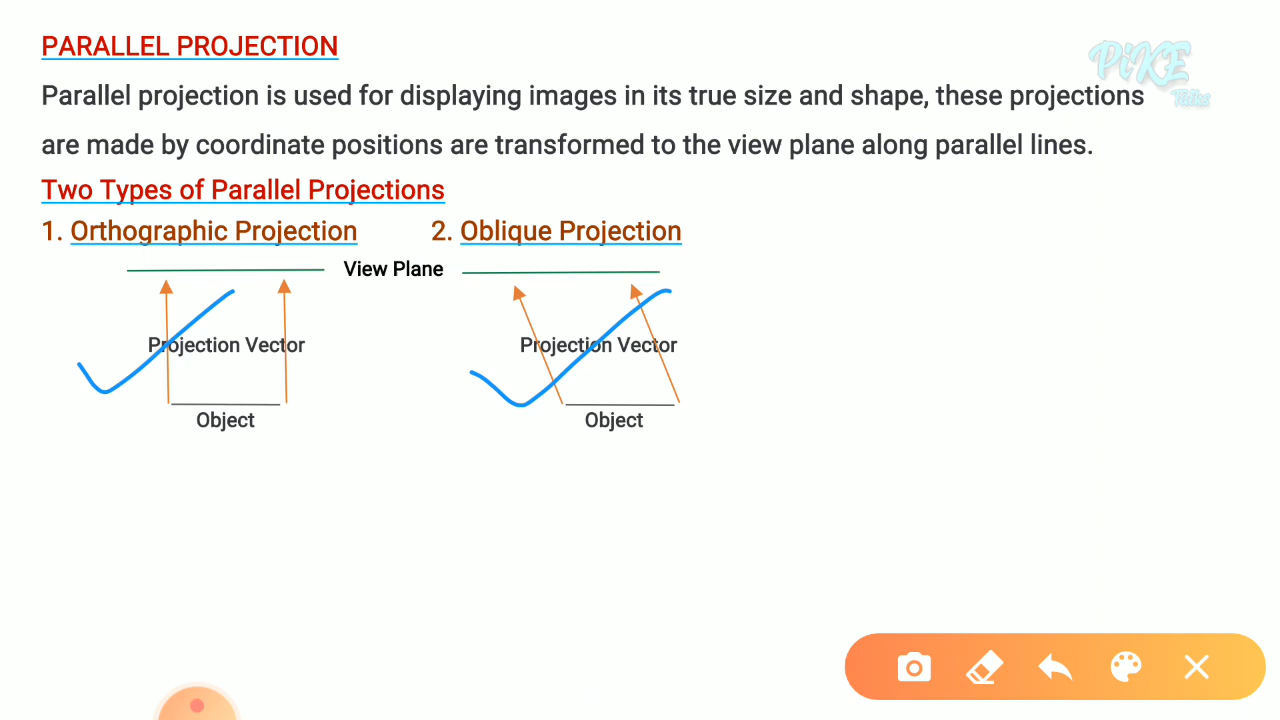 PARALLEL PROJECTION
PiKE
Parallel projection is used for displaying images in its true size and shape, these projections
are made by coordinate positions are transformed to the view plane along parallel lines.
Two Types of Parallel Projections
1. Orthographic Projection 2. Oblique Projection
View Plane
Projection Vector Projection Vector
Object Object